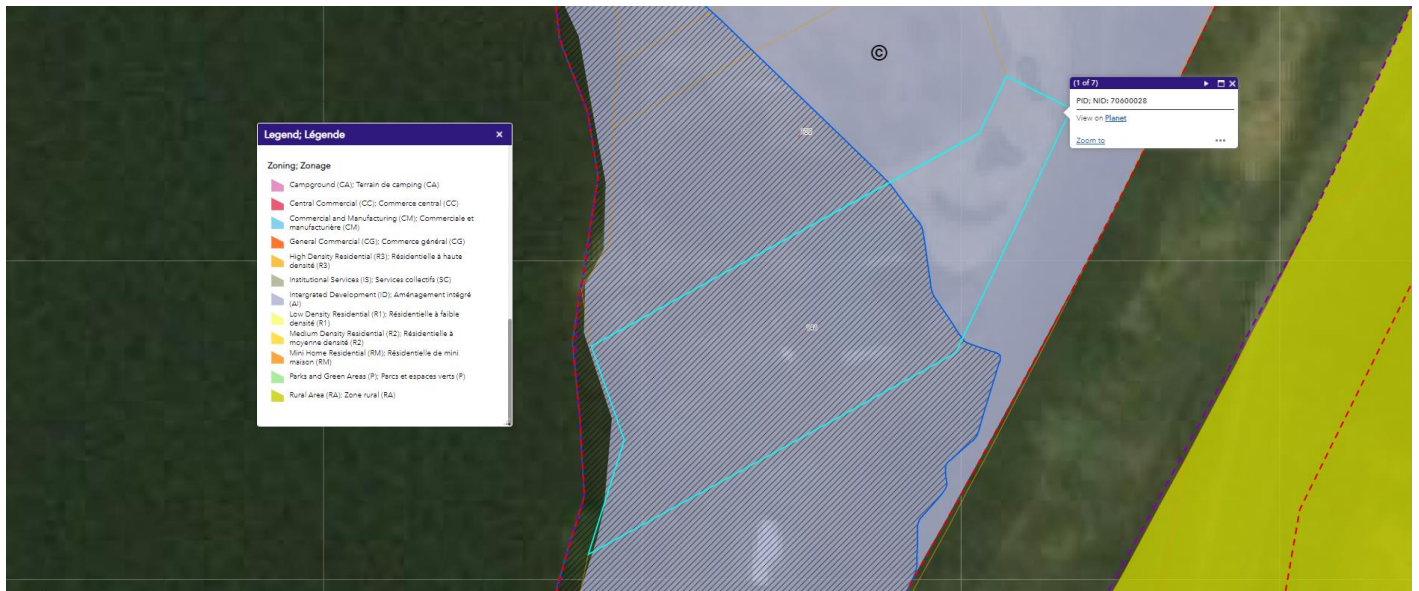 ©
(1 of 7)
PID; NID: 70600028
View on Planet
Zoom to
Legend; Légende
Zoning; Zonage
Campground (CA); Terrain de camping (CA)
Central Commercial (CC); Commerce central (CC)
Commercial and Manufacturing (CM); Commerciale et
manufacturière (CM)
General Commercial (CG); Commerce général (CG)
High Density Residential (R3); Résidentielle à haute
densité (R3)
Institutional Services (IS); Services collectifs (SC)
Intergrated Development (ID); Aménagement intégré
(AI)
Low Density Residential (R1); Résidentielle à faible
densité (R1)
Medium Density Residential (R2); Résidentielle à
moyenne densité (R2)
Mini Home Residential (RM); Résidentielle de mini
maison (RM)
Parks and Green Areas (P); Parcs et espaces verts (P)
Rural Area (RA); Zone rural (RA)